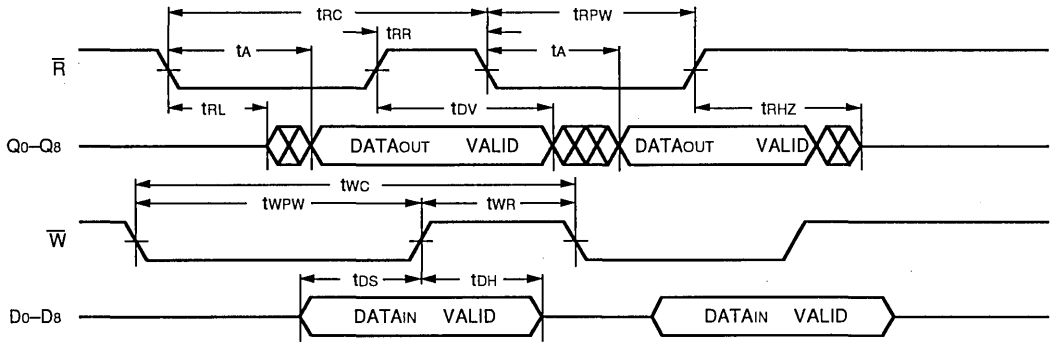 tRC tRPW
tRR
tA tA
R̅
tRL tDV tRHZ
Q0–Q8 DATAOUT VALID DATAOUT VALID
tWC
tWPW tWR
W̅
tDS tDH
D0–D8 DATAIN VALID DATAIN VALID